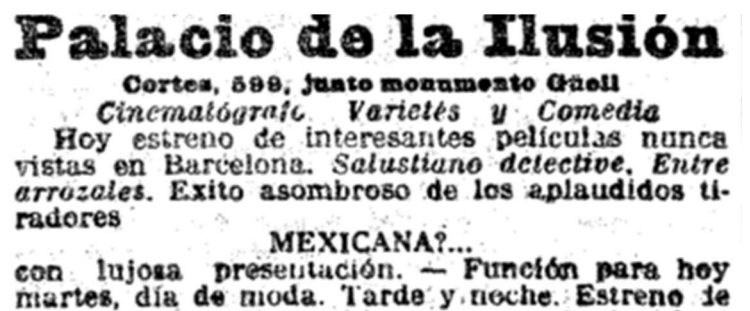 Palacio de la Ilusión
Cortes, 599, junto monumento Güell
Cinematógrafo. Varietés y Comedia
Hoy estreno de interesantes películas nunca
vistas en Barcelona. Salustiano detective. Entre
arrozales. Exito asombroso de los aplaudidos ti-
radores
MEXICANA?...
con lujosa presentación. — Función para hoy
martes, día de moda. Tarde y noche. Estreno de